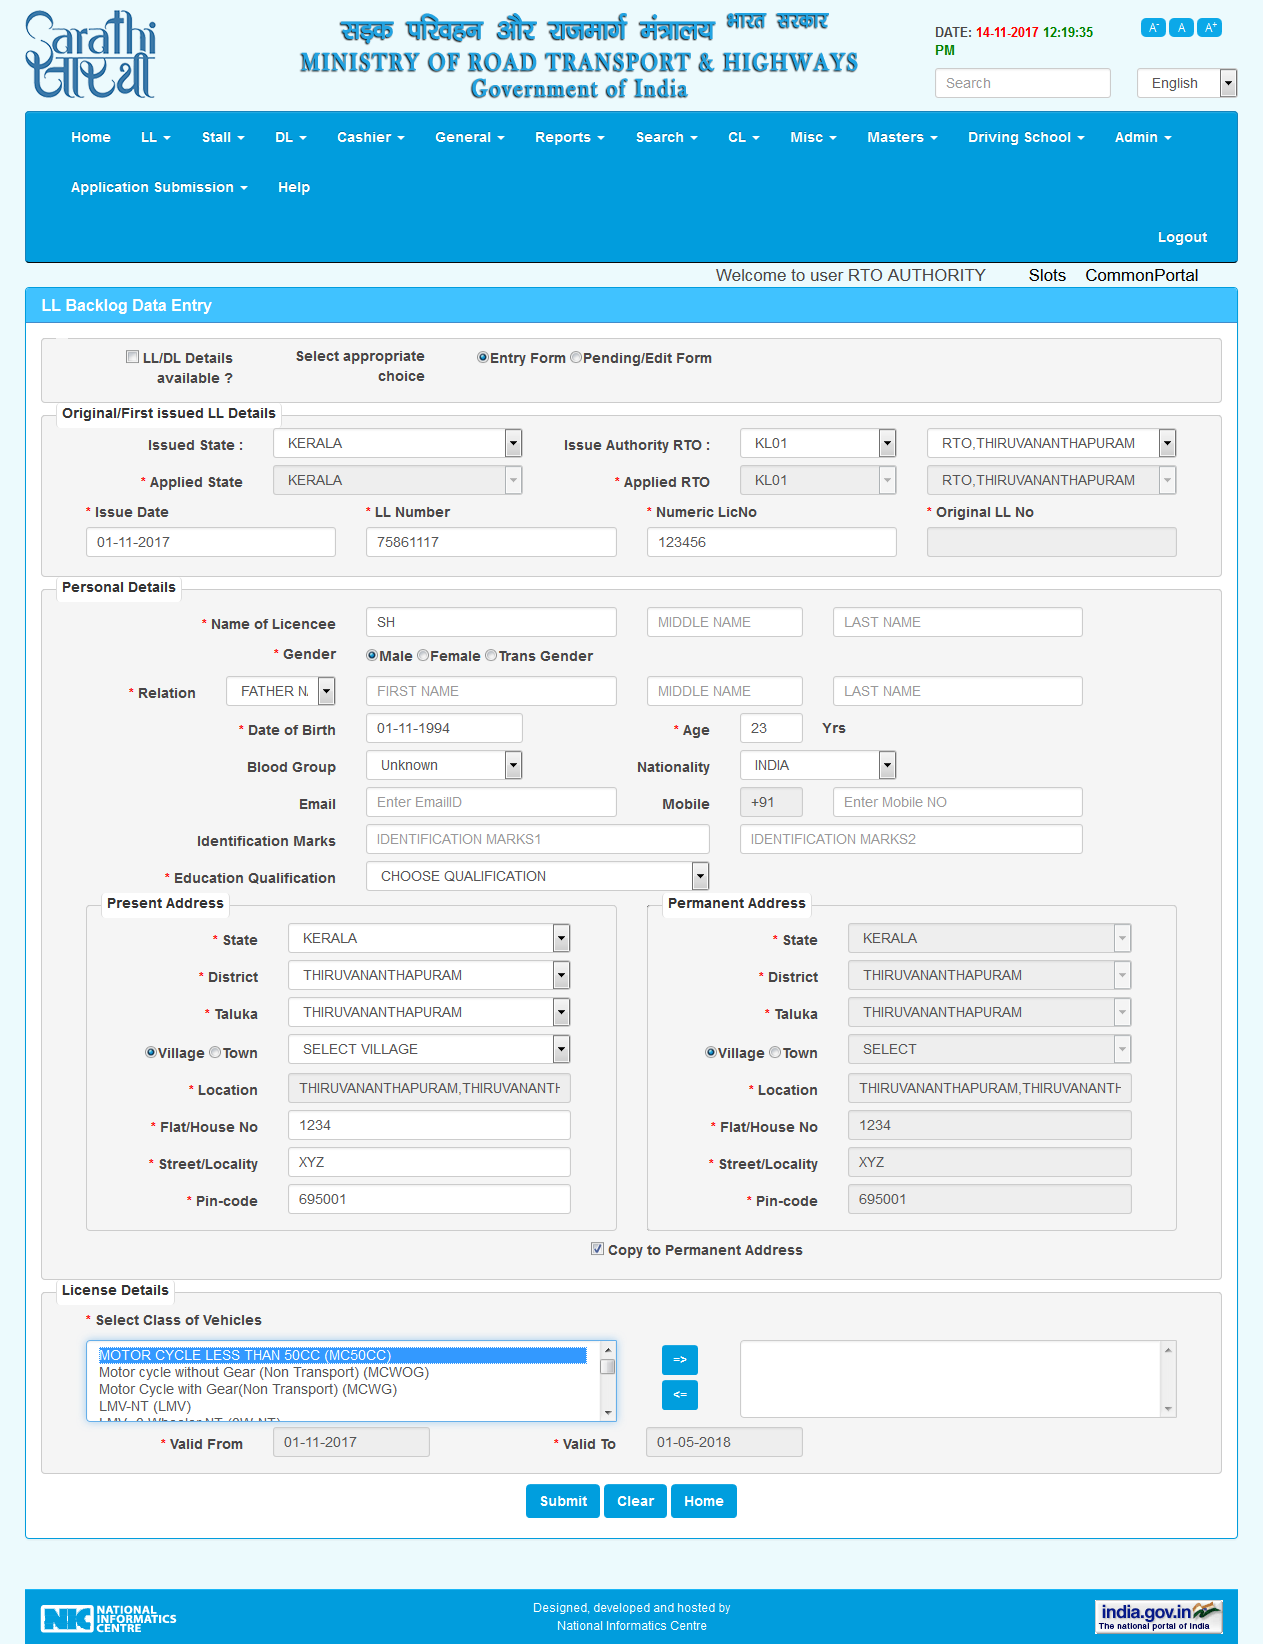 Sarathi
सारथी
सड़क परिवहन और राजमार्ग मंत्रालय भारत सरकार
MINISTRY OF ROAD TRANSPORT & HIGHWAYS
Government of India
DATE: 14-11-2017 12:19:35 PM
A- A A+
Search
English
Home LL Stall DL Cashier General Reports Search CL Misc Masters Driving School Admin
Application Submission Help
Logout
Welcome to user RTO AUTHORITY Slots CommonPortal
LL Backlog Data Entry
LL/DL Details available ?
Select appropriate choice
Entry Form Pending/Edit Form
Original/First issued LL Details
Issued State : KERALA Issue Authority RTO : KL01 RTO,THIRUVANANTHAPURAM
* Applied State KERALA * Applied RTO KL01 RTO,THIRUVANANTHAPURAM
* Issue Date * LL Number * Numeric LicNo * Original LL No
01-11-2017 75861117 123456
Personal Details
* Name of Licencee SH MIDDLE NAME LAST NAME
* Gender Male Female Trans Gender
* Relation FATHER NA FIRST NAME MIDDLE NAME LAST NAME
* Date of Birth 01-11-1994 * Age 23 Yrs
Blood Group Unknown Nationality INDIA
Email Enter EmailID Mobile +91 Enter Mobile NO
Identification Marks IDENTIFICATION MARKS1 IDENTIFICATION MARKS2
* Education Qualification CHOOSE QUALIFICATION
Present Address
* State KERALA
* District THIRUVANANTHAPURAM
* Taluka THIRUVANANTHAPURAM
Village Town SELECT VILLAGE
* Location THIRUVANANTHAPURAM,THIRUVANANTH
* Flat/House No 1234
* Street/Locality XYZ
* Pin-code 695001
Permanent Address
* State KERALA
* District THIRUVANANTHAPURAM
* Taluka THIRUVANANTHAPURAM
Village Town SELECT
* Location THIRUVANANTHAPURAM,THIRUVANANTH
* Flat/House No 1234
* Street/Locality XYZ
* Pin-code 695001
Copy to Permanent Address
License Details
* Select Class of Vehicles
MOTOR CYCLE LESS THAN 50CC (MC50CC)
Motor cycle without Gear (Non Transport) (MCWOG)
Motor Cycle with Gear(Non Transport) (MCWG)
LMV-NT (LMV)
=>
<=
* Valid From 01-11-2017 * Valid To 01-05-2018
Submit Clear Home
NIC NATIONAL INFORMATICS CENTRE
Designed, developed and hosted by
National Informatics Centre
india.gov.in
The national portal of India